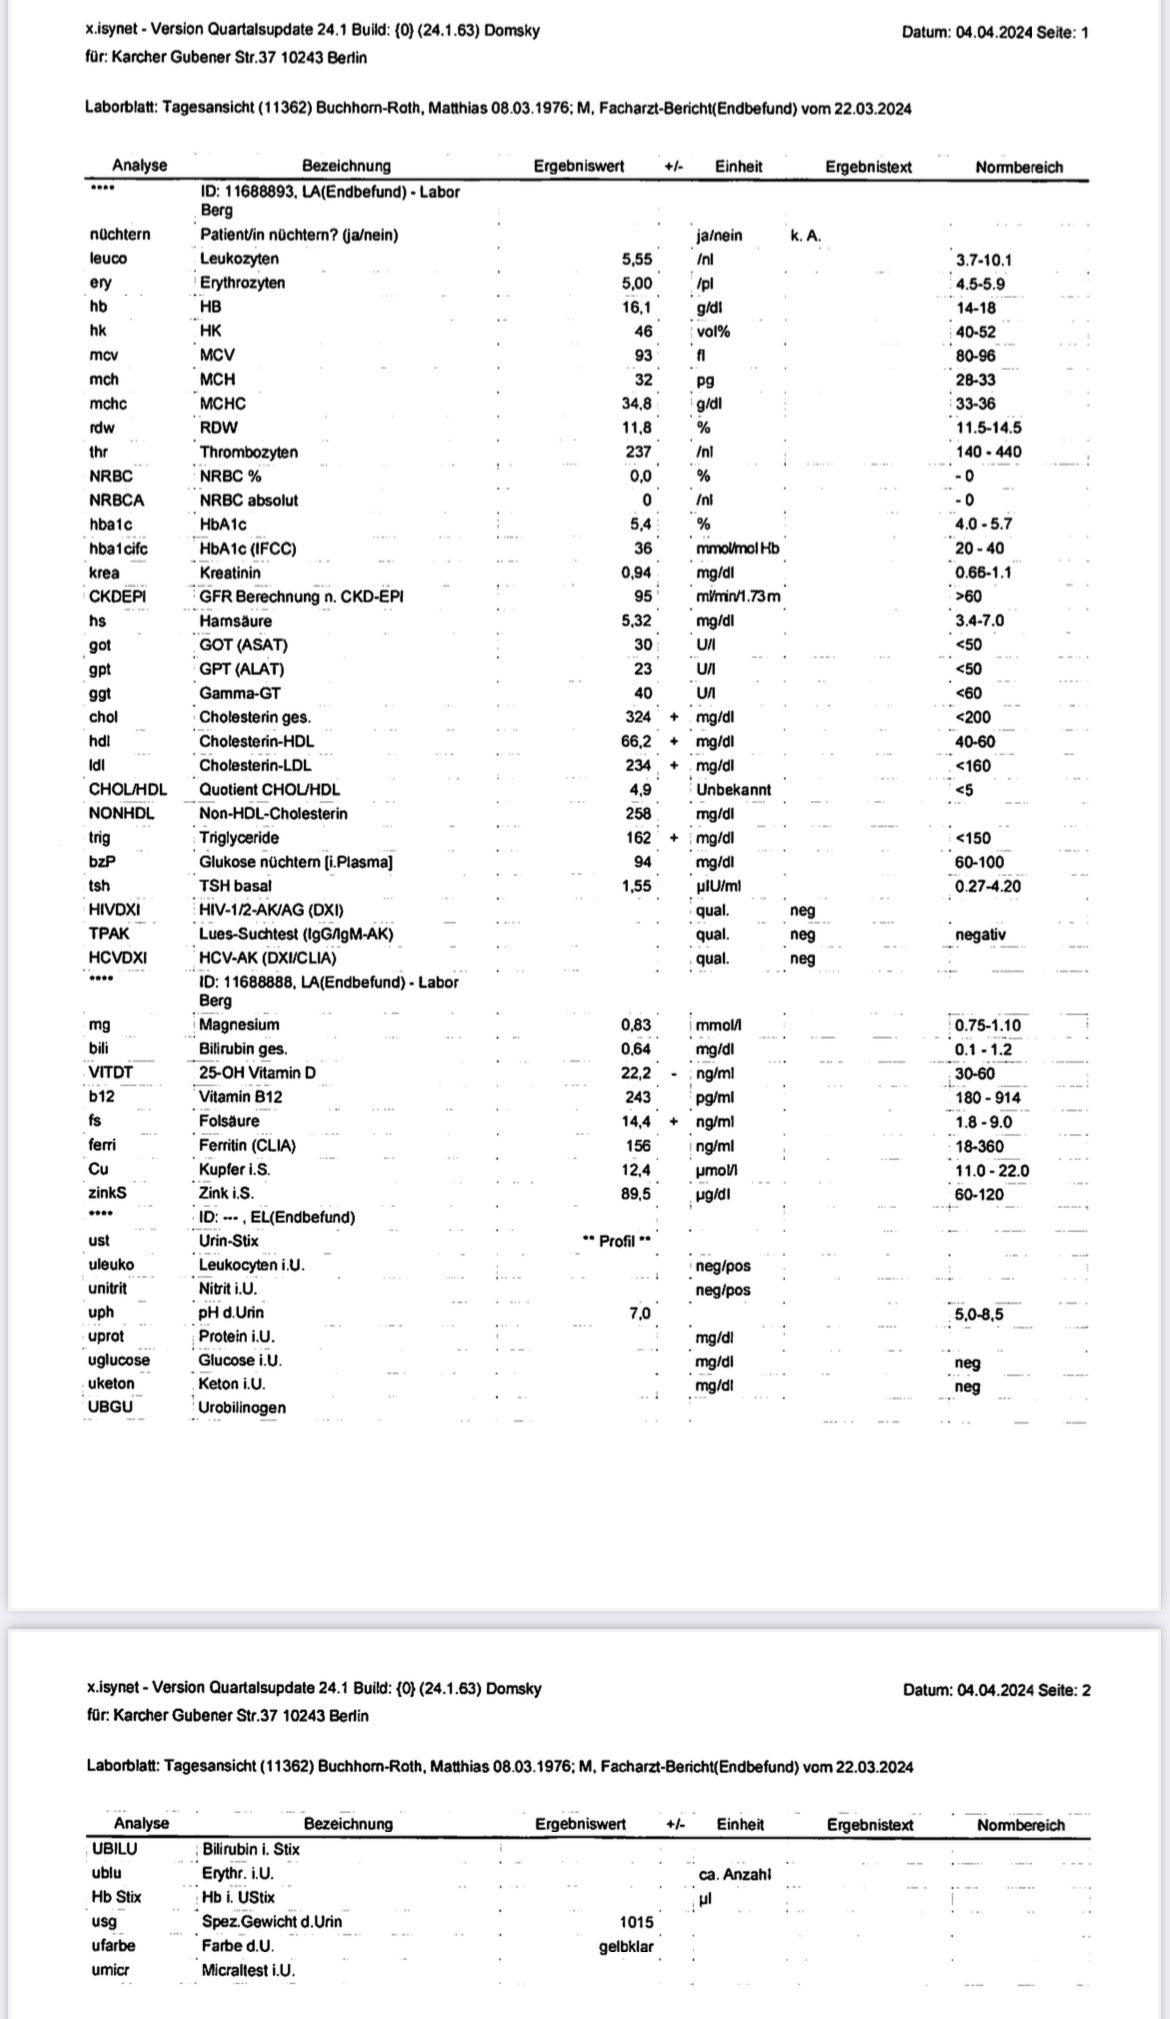 x.isynet - Version Quartalsupdate 24.1 Build: {0} (24.1.63) Domsky Datum: 04.04.2024 Seite: 1
für: Karcher Gubener Str.37 10243 Berlin
Laborblatt: Tagesansicht (11362) Buchhorn-Roth, Matthias 08.03.1976; M, Facharzt-Bericht(Endbefund) vom 22.03.2024
Analyse Bezeichnung Ergebniswert +/- Einheit Ergebnistext Normbereich
**** ID: 11688893, LA(Endbefund) - Labor
Berg
nüchtern Patient/in nüchtern? (ja/nein) ja/nein k. A.
leuco Leukozyten 5,55 /nl 3.7-10.1
ery Erythrozyten 5,00 /pl 4.5-5.9
hb HB 16,1 g/dl 14-18
hk HK 46 vol% 40-52
mcv MCV 93 fl 80-96
mch MCH 32 pg 28-33
mchc MCHC 34,8 g/dl 33-36
rdw RDW 11,8 % 11.5-14.5
thr Thrombozyten 237 /nl 140 - 440
NRBC NRBC % 0,0 % - 0
NRBCA NRBC absolut 0 /nl - 0
hba1c HbA1c 5,4 % 4.0 - 5.7
hba1cifc HbA1c (IFCC) 36 mmol/mol Hb 20 - 40
krea Kreatinin 0,94 mg/dl 0.66-1.1
CKDEPI GFR Berechnung n. CKD-EPI 95 ml/min/1.73m >60
hs Harnsäure 5,32 mg/dl 3.4-7.0
got GOT (ASAT) 30 U/l <50
gpt GPT (ALAT) 23 U/l <50
ggt Gamma-GT 40 U/l <60
chol Cholesterin ges. 324 + mg/dl <200
hdl Cholesterin-HDL 66,2 + mg/dl 40-60
ldl Cholesterin-LDL 234 + mg/dl <160
CHOL/HDL Quotient CHOL/HDL 4,9 Unbekannt <5
NONHDL Non-HDL-Cholesterin 258 mg/dl
trig Triglyceride 162 + mg/dl <150
bzP Glukose nüchtern [i.Plasma] 94 mg/dl 60-100
tsh TSH basal 1,55 µIU/ml 0.27-4.20
HIVDXI HIV-1/2-AK/AG (DXI) qual. neg
TPAK Lues-Suchtest (IgG/IgM-AK) qual. neg negativ
HCVDXI HCV-AK (DXI/CLIA) qual. neg
**** ID: 11688888, LA(Endbefund) - Labor
Berg
mg Magnesium 0,83 mmol/l 0.75-1.10
bili Bilirubin ges. 0,64 mg/dl 0.1 - 1.2
VITDT 25-OH Vitamin D 22,2 - ng/ml 30-60
b12 Vitamin B12 243 pg/ml 180 - 914
fs Folsäure 14,4 + ng/ml 1.8 - 9.0
ferri Ferritin (CLIA) 156 ng/ml 18-360
Cu Kupfer i.S. 12,4 µmol/l 11.0 - 22.0
zinkS Zink i.S. 89,5 µg/dl 60-120
**** ID: --- , EL(Endbefund)
ust Urin-Stix ** Profil **
uleuko Leukocyten i.U. neg/pos
unitrit Nitrit i.U. neg/pos
uph pH d.Urin 7,0 5,0-8,5
uprot Protein i.U. mg/dl
uglucose Glucose i.U. mg/dl neg
uketon Keton i.U. mg/dl neg
UBGU Urobilinogen
x.isynet - Version Quartalsupdate 24.1 Build: {0} (24.1.63) Domsky Datum: 04.04.2024 Seite: 2
für: Karcher Gubener Str.37 10243 Berlin
Laborblatt: Tagesansicht (11362) Buchhorn-Roth, Matthias 08.03.1976; M, Facharzt-Bericht(Endbefund) vom 22.03.2024
Analyse Bezeichnung Ergebniswert +/- Einheit Ergebnistext Normbereich
UBILU Bilirubin i. Stix
ublu Erythr. i.U. ca. Anzahl
Hb Stix Hb i. UStix µl
usg Spez.Gewicht d.Urin 1015
ufarbe Farbe d.U. gelbklar
umicr Micraltest i.U.